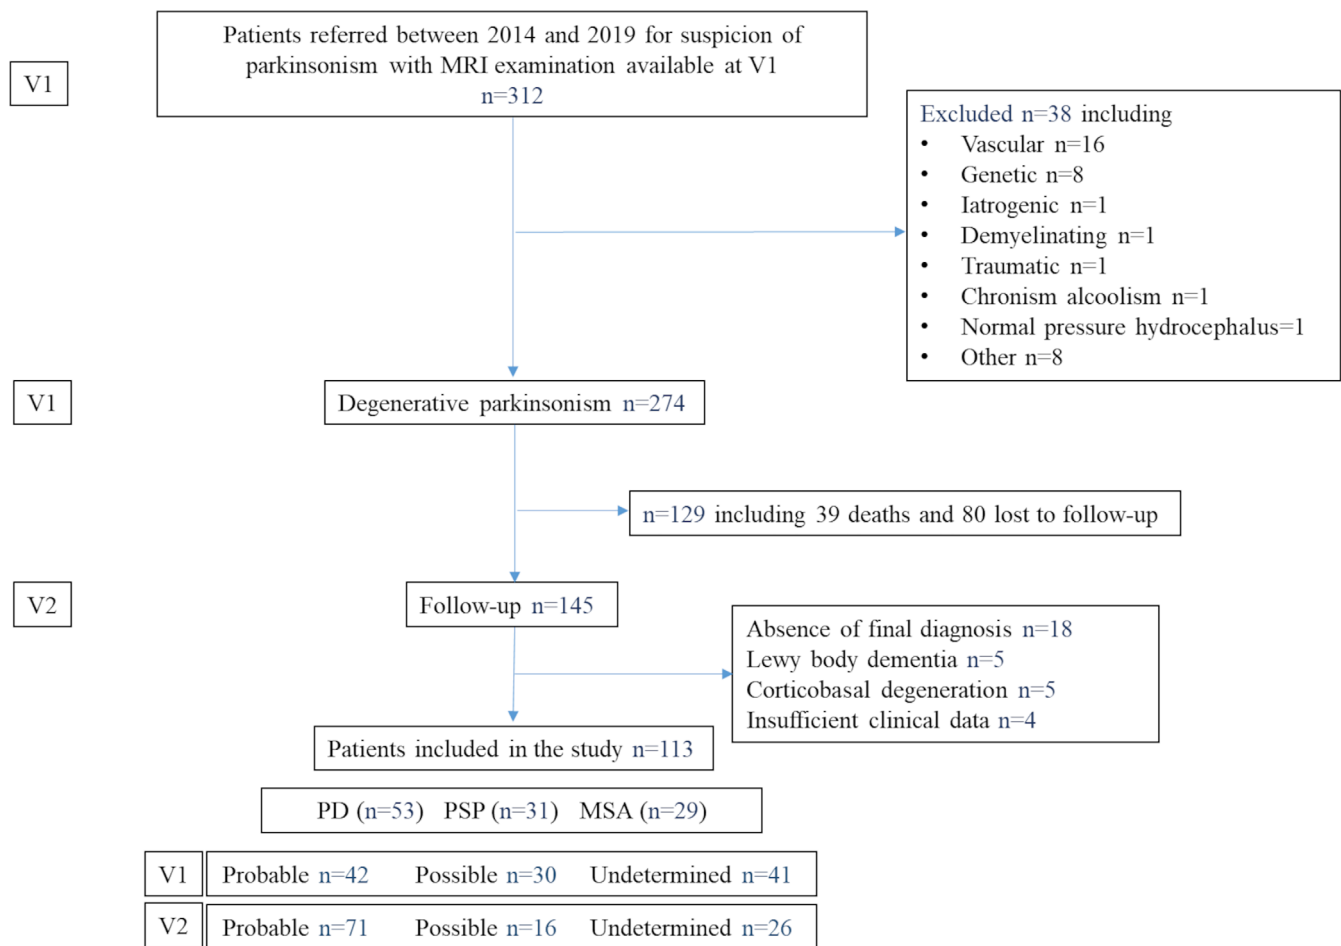 Patients referred between 2014 and 2019 for suspicion of
parkinsonism with MRI examination available at V1
n=312
V1
Excluded n=38 including
• Vascular n=16
• Genetic n=8
• Iatrogenic n=1
• Demyelinating n=1
• Traumatic n=1
• Chronism alcoolism n=1
• Normal pressure hydrocephalus=1
• Other n=8
V1
Degenerative parkinsonism n=274
n=129 including 39 deaths and 80 lost to follow-up
V2
Follow-up n=145
Absence of final diagnosis n=18
Lewy body dementia n=5
Corticobasal degeneration n=5
Insufficient clinical data n=4
Patients included in the study n=113
PD (n=53) PSP (n=31) MSA (n=29)
V1 Probable n=42 Possible n=30 Undetermined n=41
V2 Probable n=71 Possible n=16 Undetermined n=26